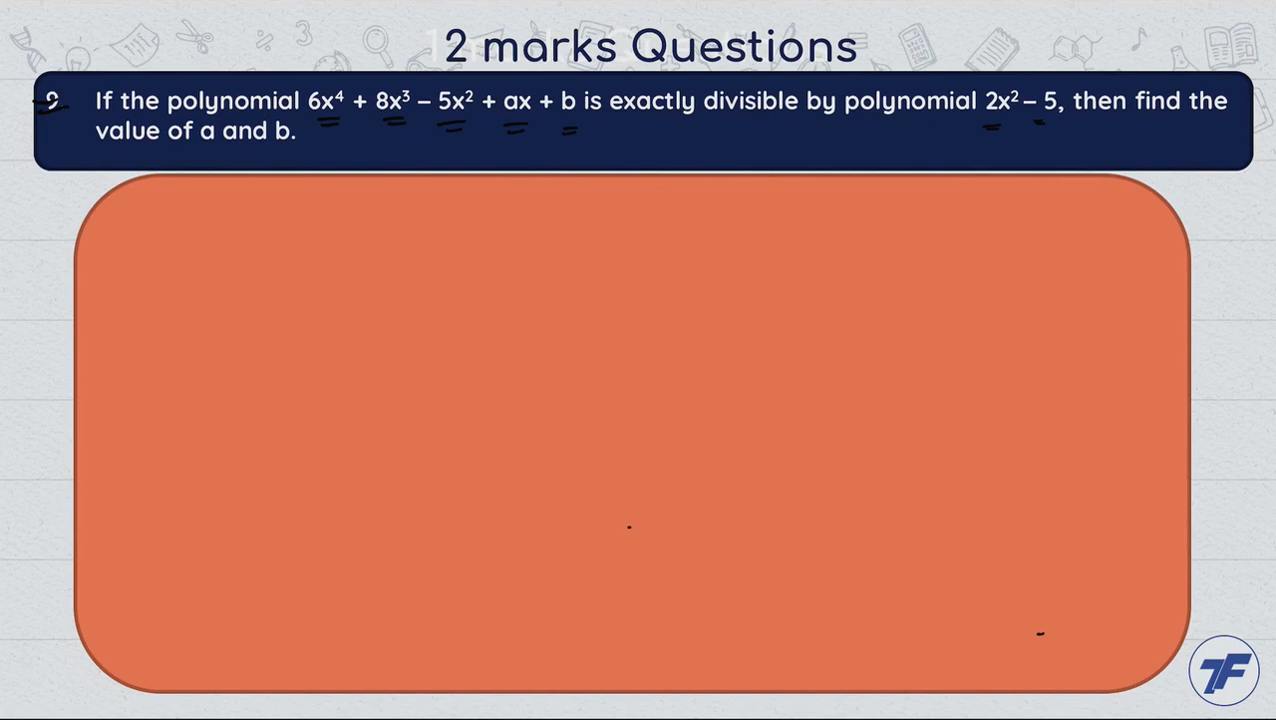 2 marks Questions
9. If the polynomial 6x⁴ + 8x³ – 5x² + ax + b is exactly divisible by polynomial 2x² – 5, then find the
value of a and b.
TF